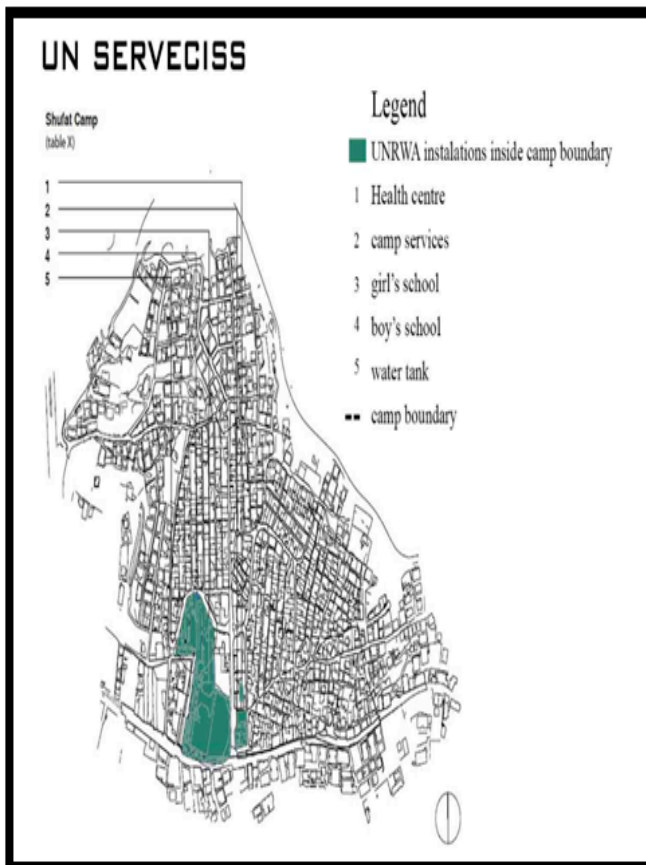 UN SERVECISS
Shufat Camp
(table X)
1
2
3
4
5
Legend
UNRWA instalations inside camp boundary
1 Health centre
2 camp services
3 girl's school
4 boy's school
5 water tank
camp boundary